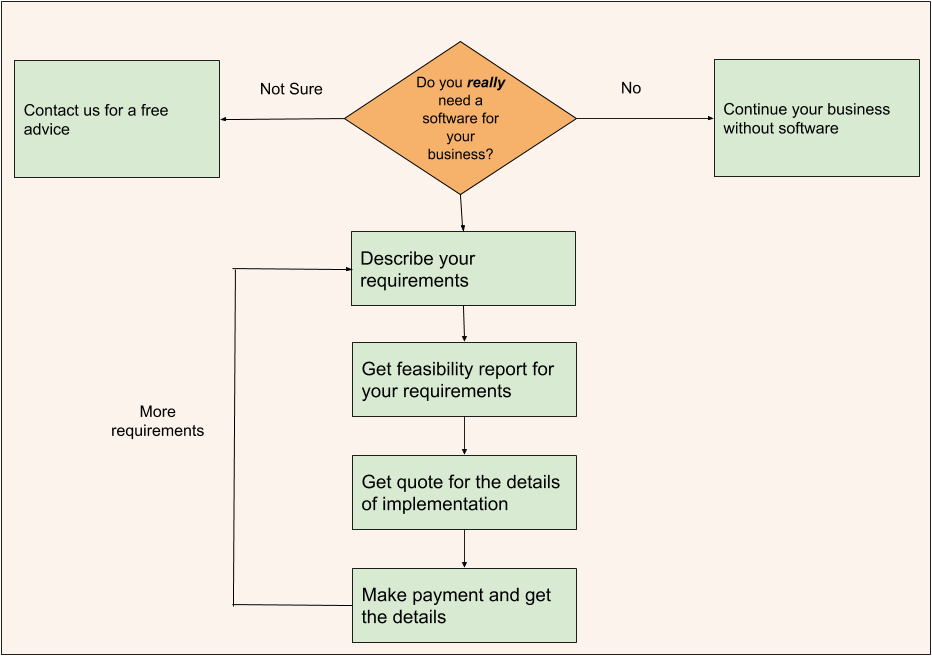 Contact us for a free
advice
Not Sure
Do you really
need a
software for
your
business?
No
Continue your business
without software
Describe your
requirements
Get feasibility report for
your requirements
More
requirements
Get quote for the details
of implementation
Make payment and get
the details